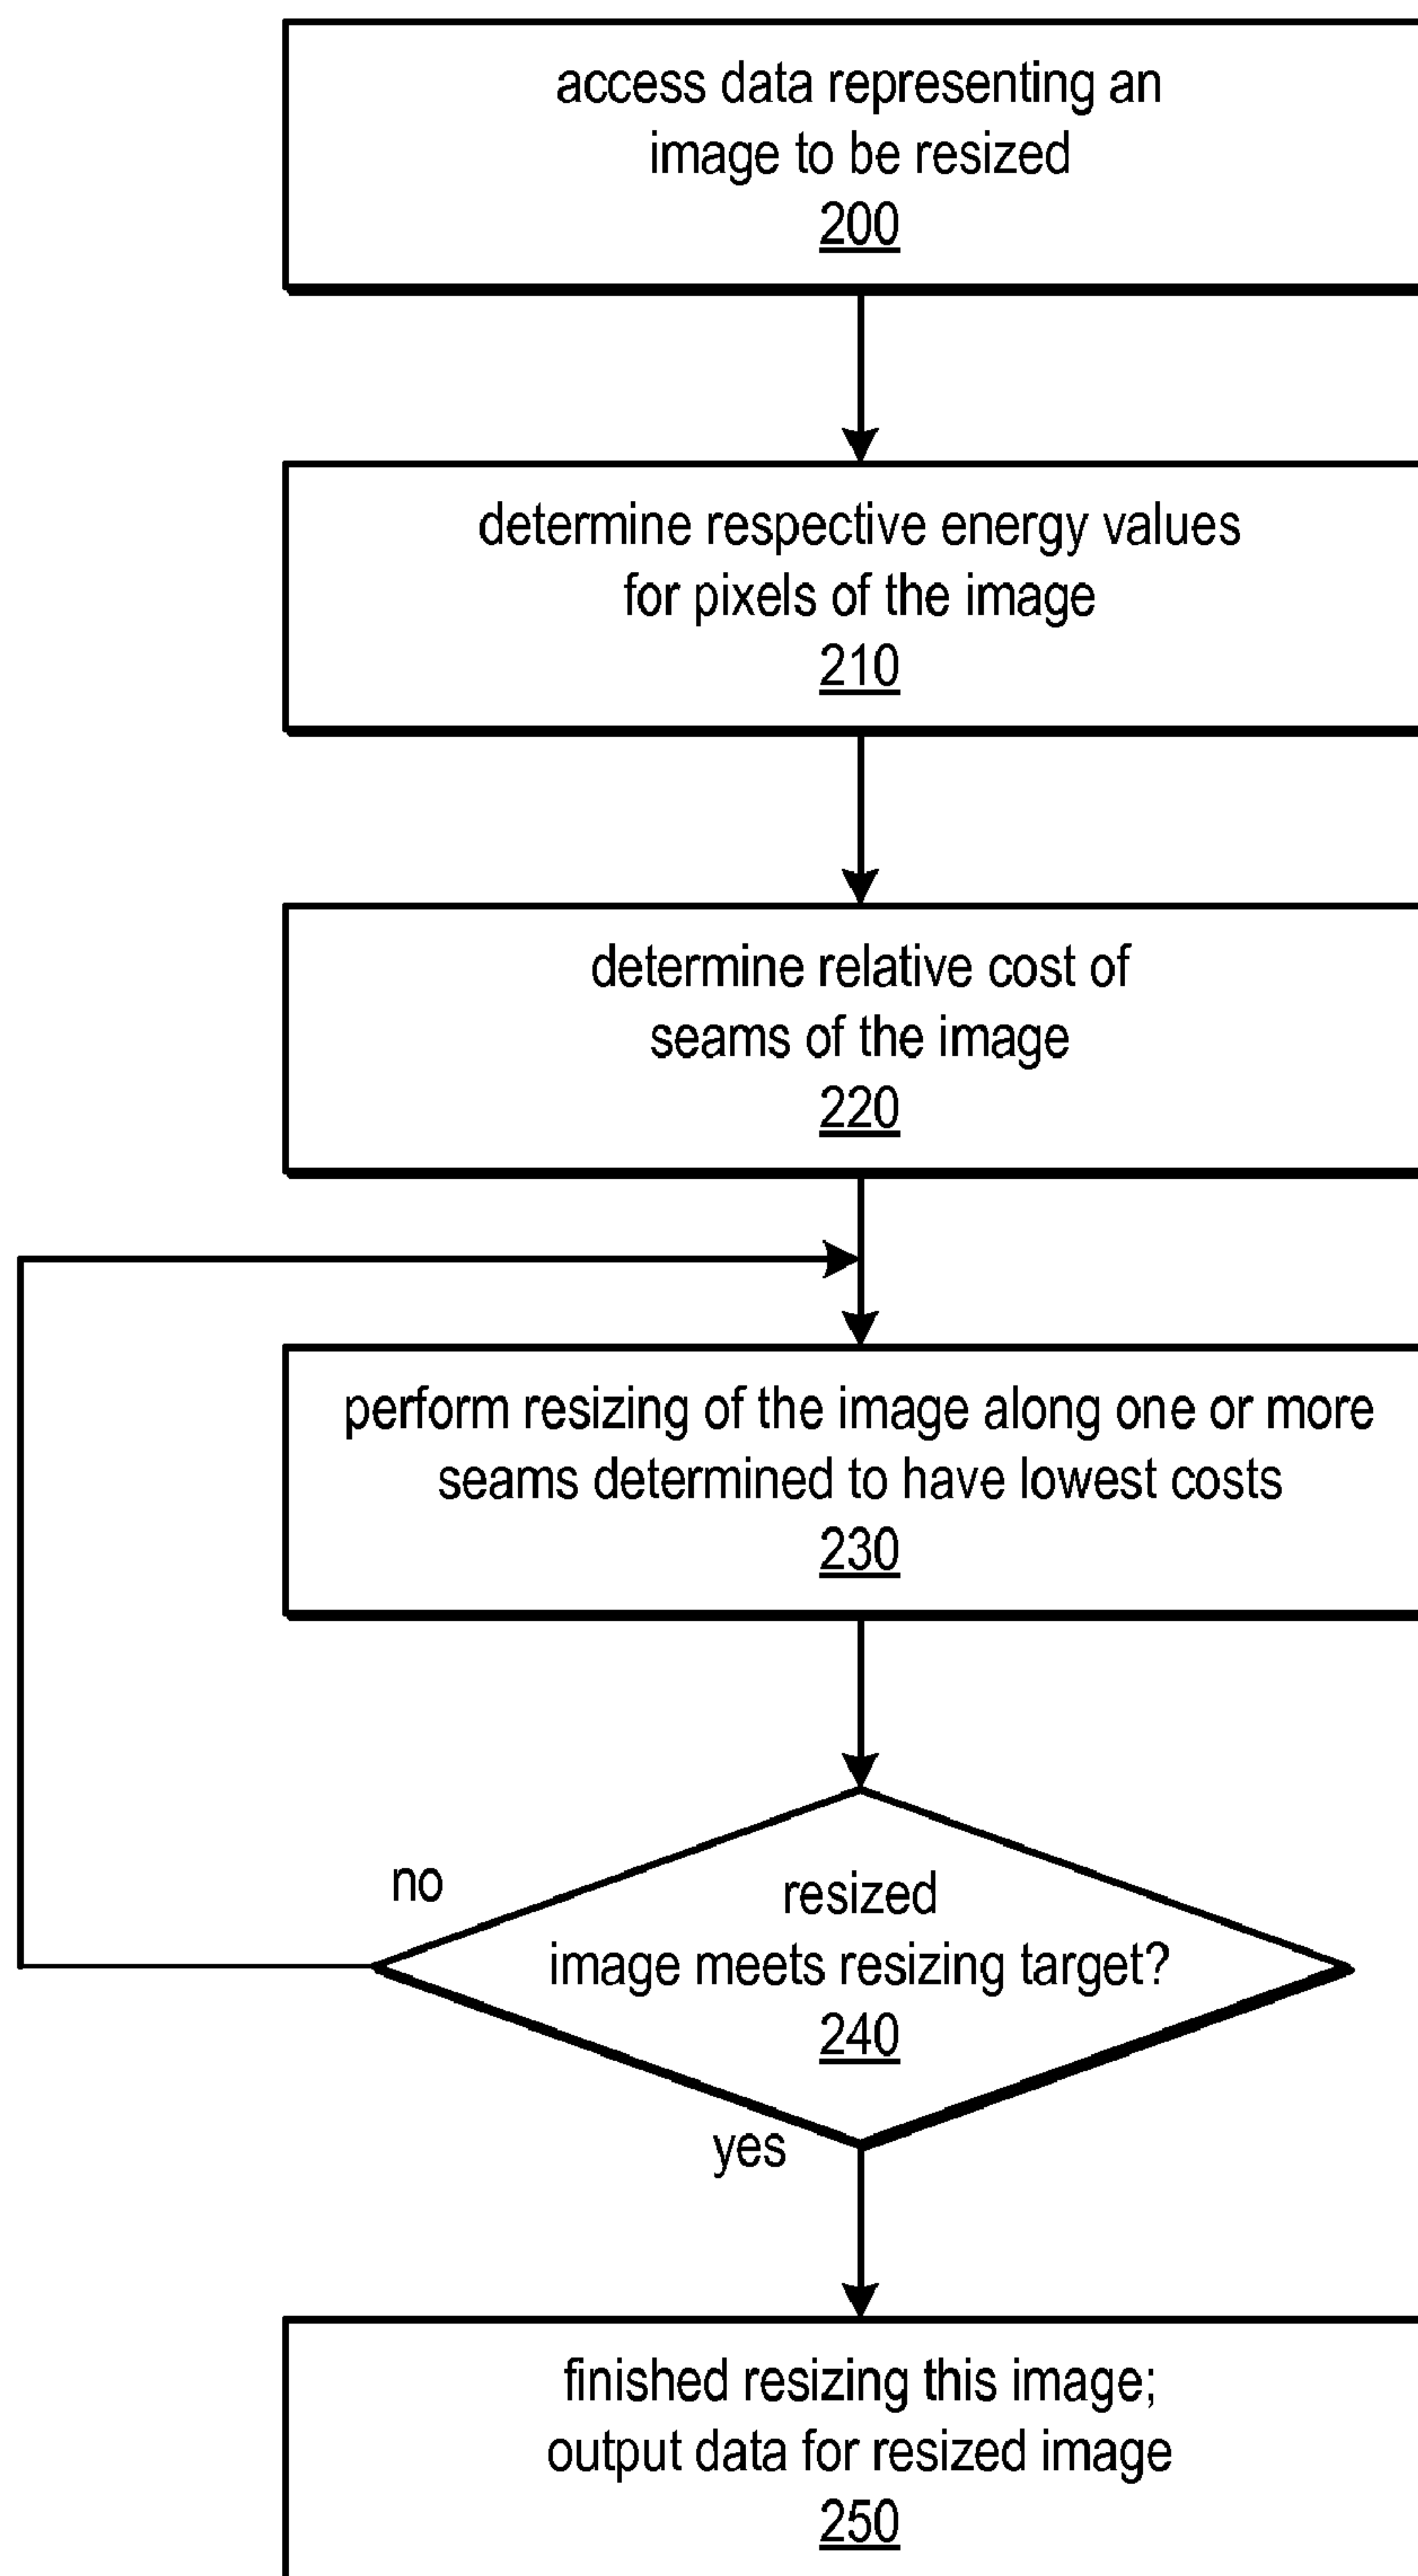 access data representing an
image to be resized
200
determine respective energy values
for pixels of the image
210
determine relative cost of
seams of the image
220
perform resizing of the image along one or more
seams determined to have lowest costs
230
no
resized
image meets resizing target?
240
yes
finished resizing this image;
output data for resized image
250